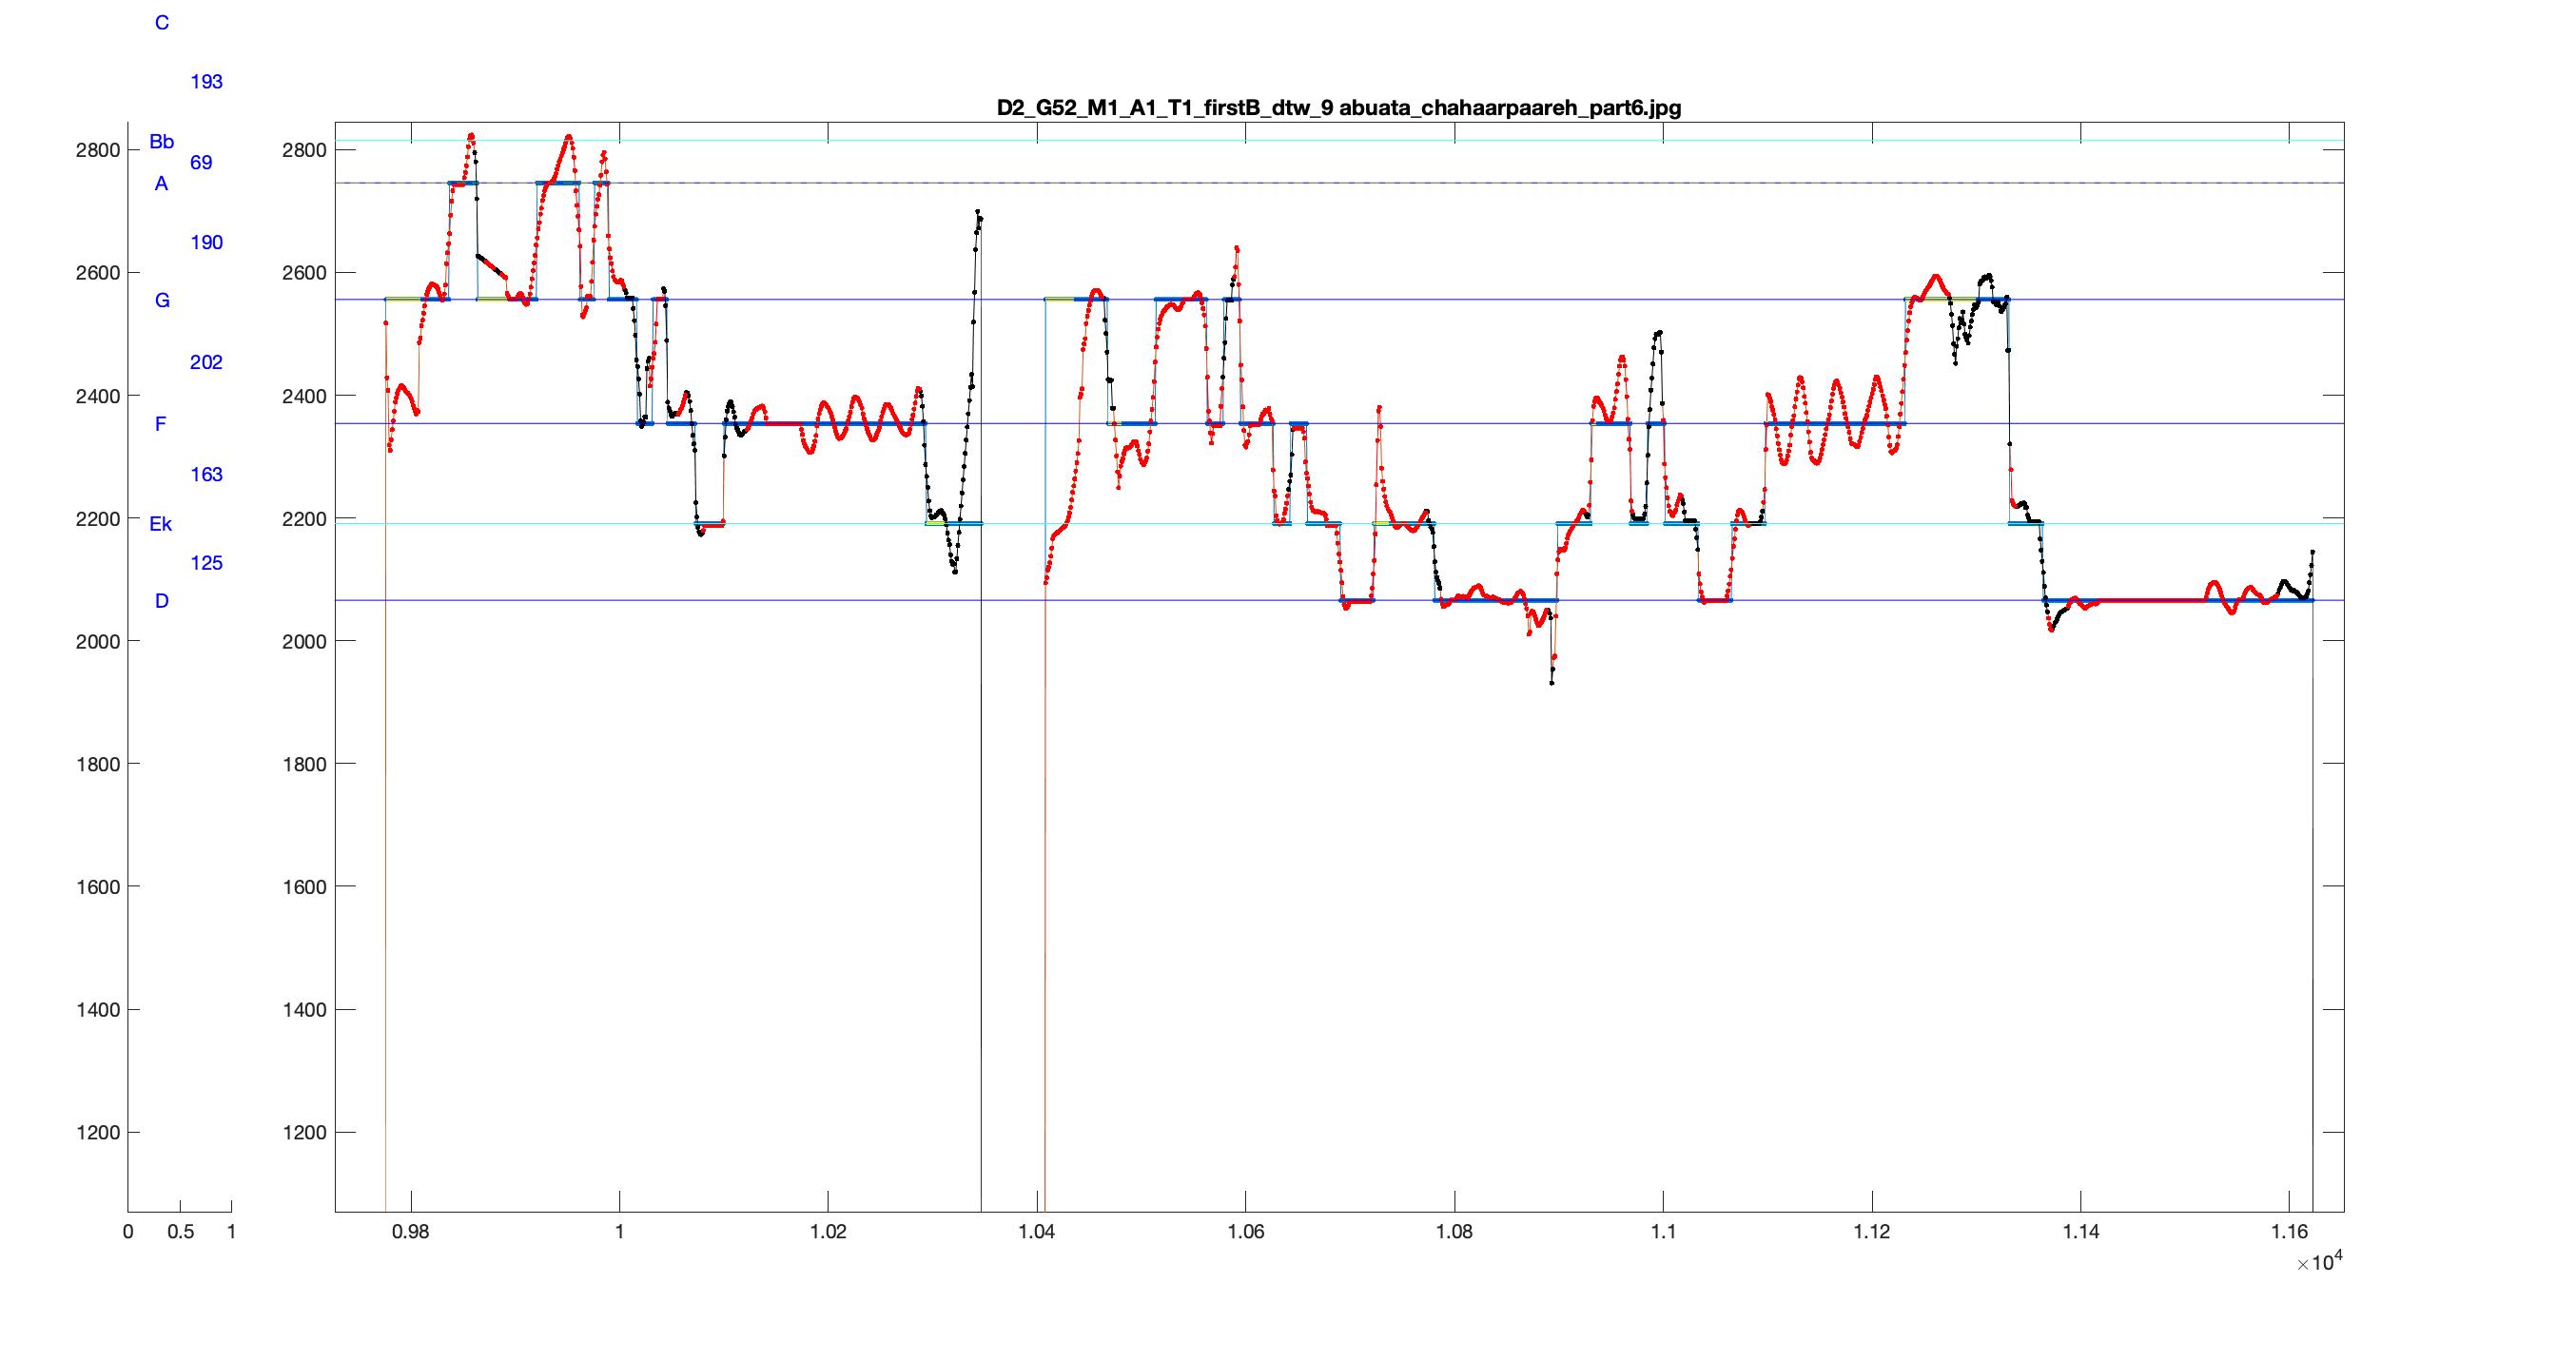 C
193
D2_G52_M1_A1_T1_firstB_dtw_9 abuata_chahaarpaareh_part6.jpg
2800 Bb 2800
69
A
190
2600 2600
G
202
2400 2400
F
163
2200 Ek 2200
125
D
2000 2000
1800 1800
1600 1600
1400 1400
1200 1200
0 0.5 1 0.98 1 1.02 1.04 1.06 1.08 1.1 1.12 1.14 1.16
×10^4